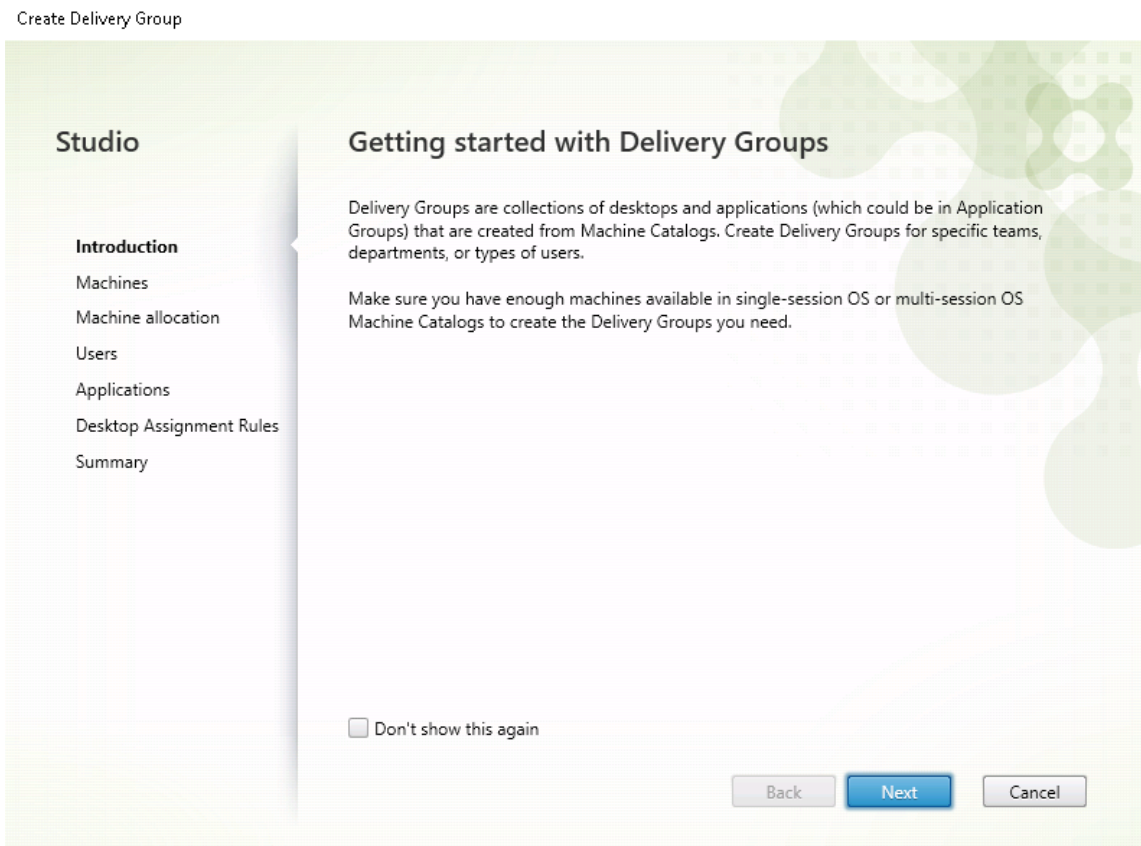 Create Delivery Group
Studio
Introduction
Machines
Machine allocation
Users
Applications
Desktop Assignment Rules
Summary
Getting started with Delivery Groups
Delivery Groups are collections of desktops and applications (which could be in Application
Groups) that are created from Machine Catalogs. Create Delivery Groups for specific teams,
departments, or types of users.
Make sure you have enough machines available in single-session OS or multi-session OS
Machine Catalogs to create the Delivery Groups you need.
Don't show this again
Back
Next
Cancel